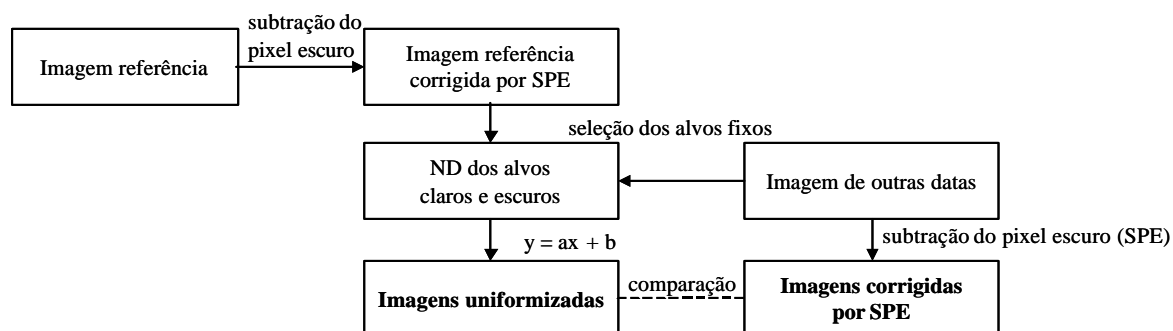 subtração do
pixel escuro
Imagem referência
Imagem referência
corrigida por SPE
seleção dos alvos fixos
ND dos alvos
claros e escuros
Imagem de outras datas
y = ax + b
subtração do pixel escuro (SPE)
Imagens uniformizadas
comparação
Imagens corrigidas
por SPE